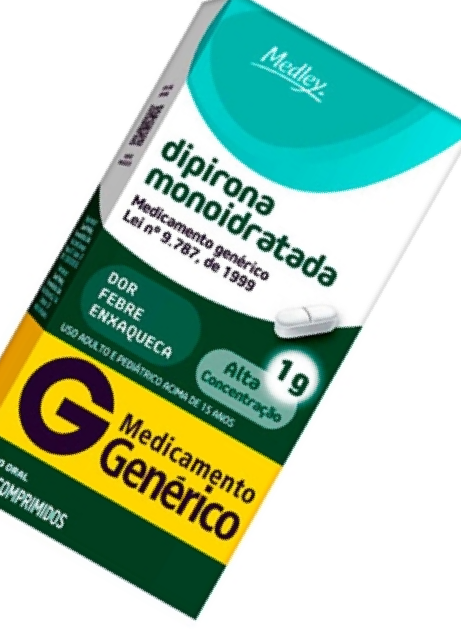 Medley.
dipirona
monoidratada
Medicamento genérico
Lei nº 9.787, de 1999
DOR
FEBRE
ENXAQUECA
Alta
Concentração
1g
USO ADULTO E PEDIÁTRICO ACIMA DE 15 ANOS
G
Medicamento
Genérico
ORAL
COMPRIMIDOS